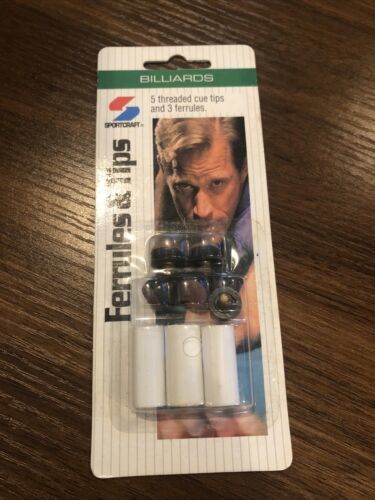 BILLIARDS
SPORTCRAFT
5 threaded cue tips
and 3 ferrules.
Ferrules & Tips